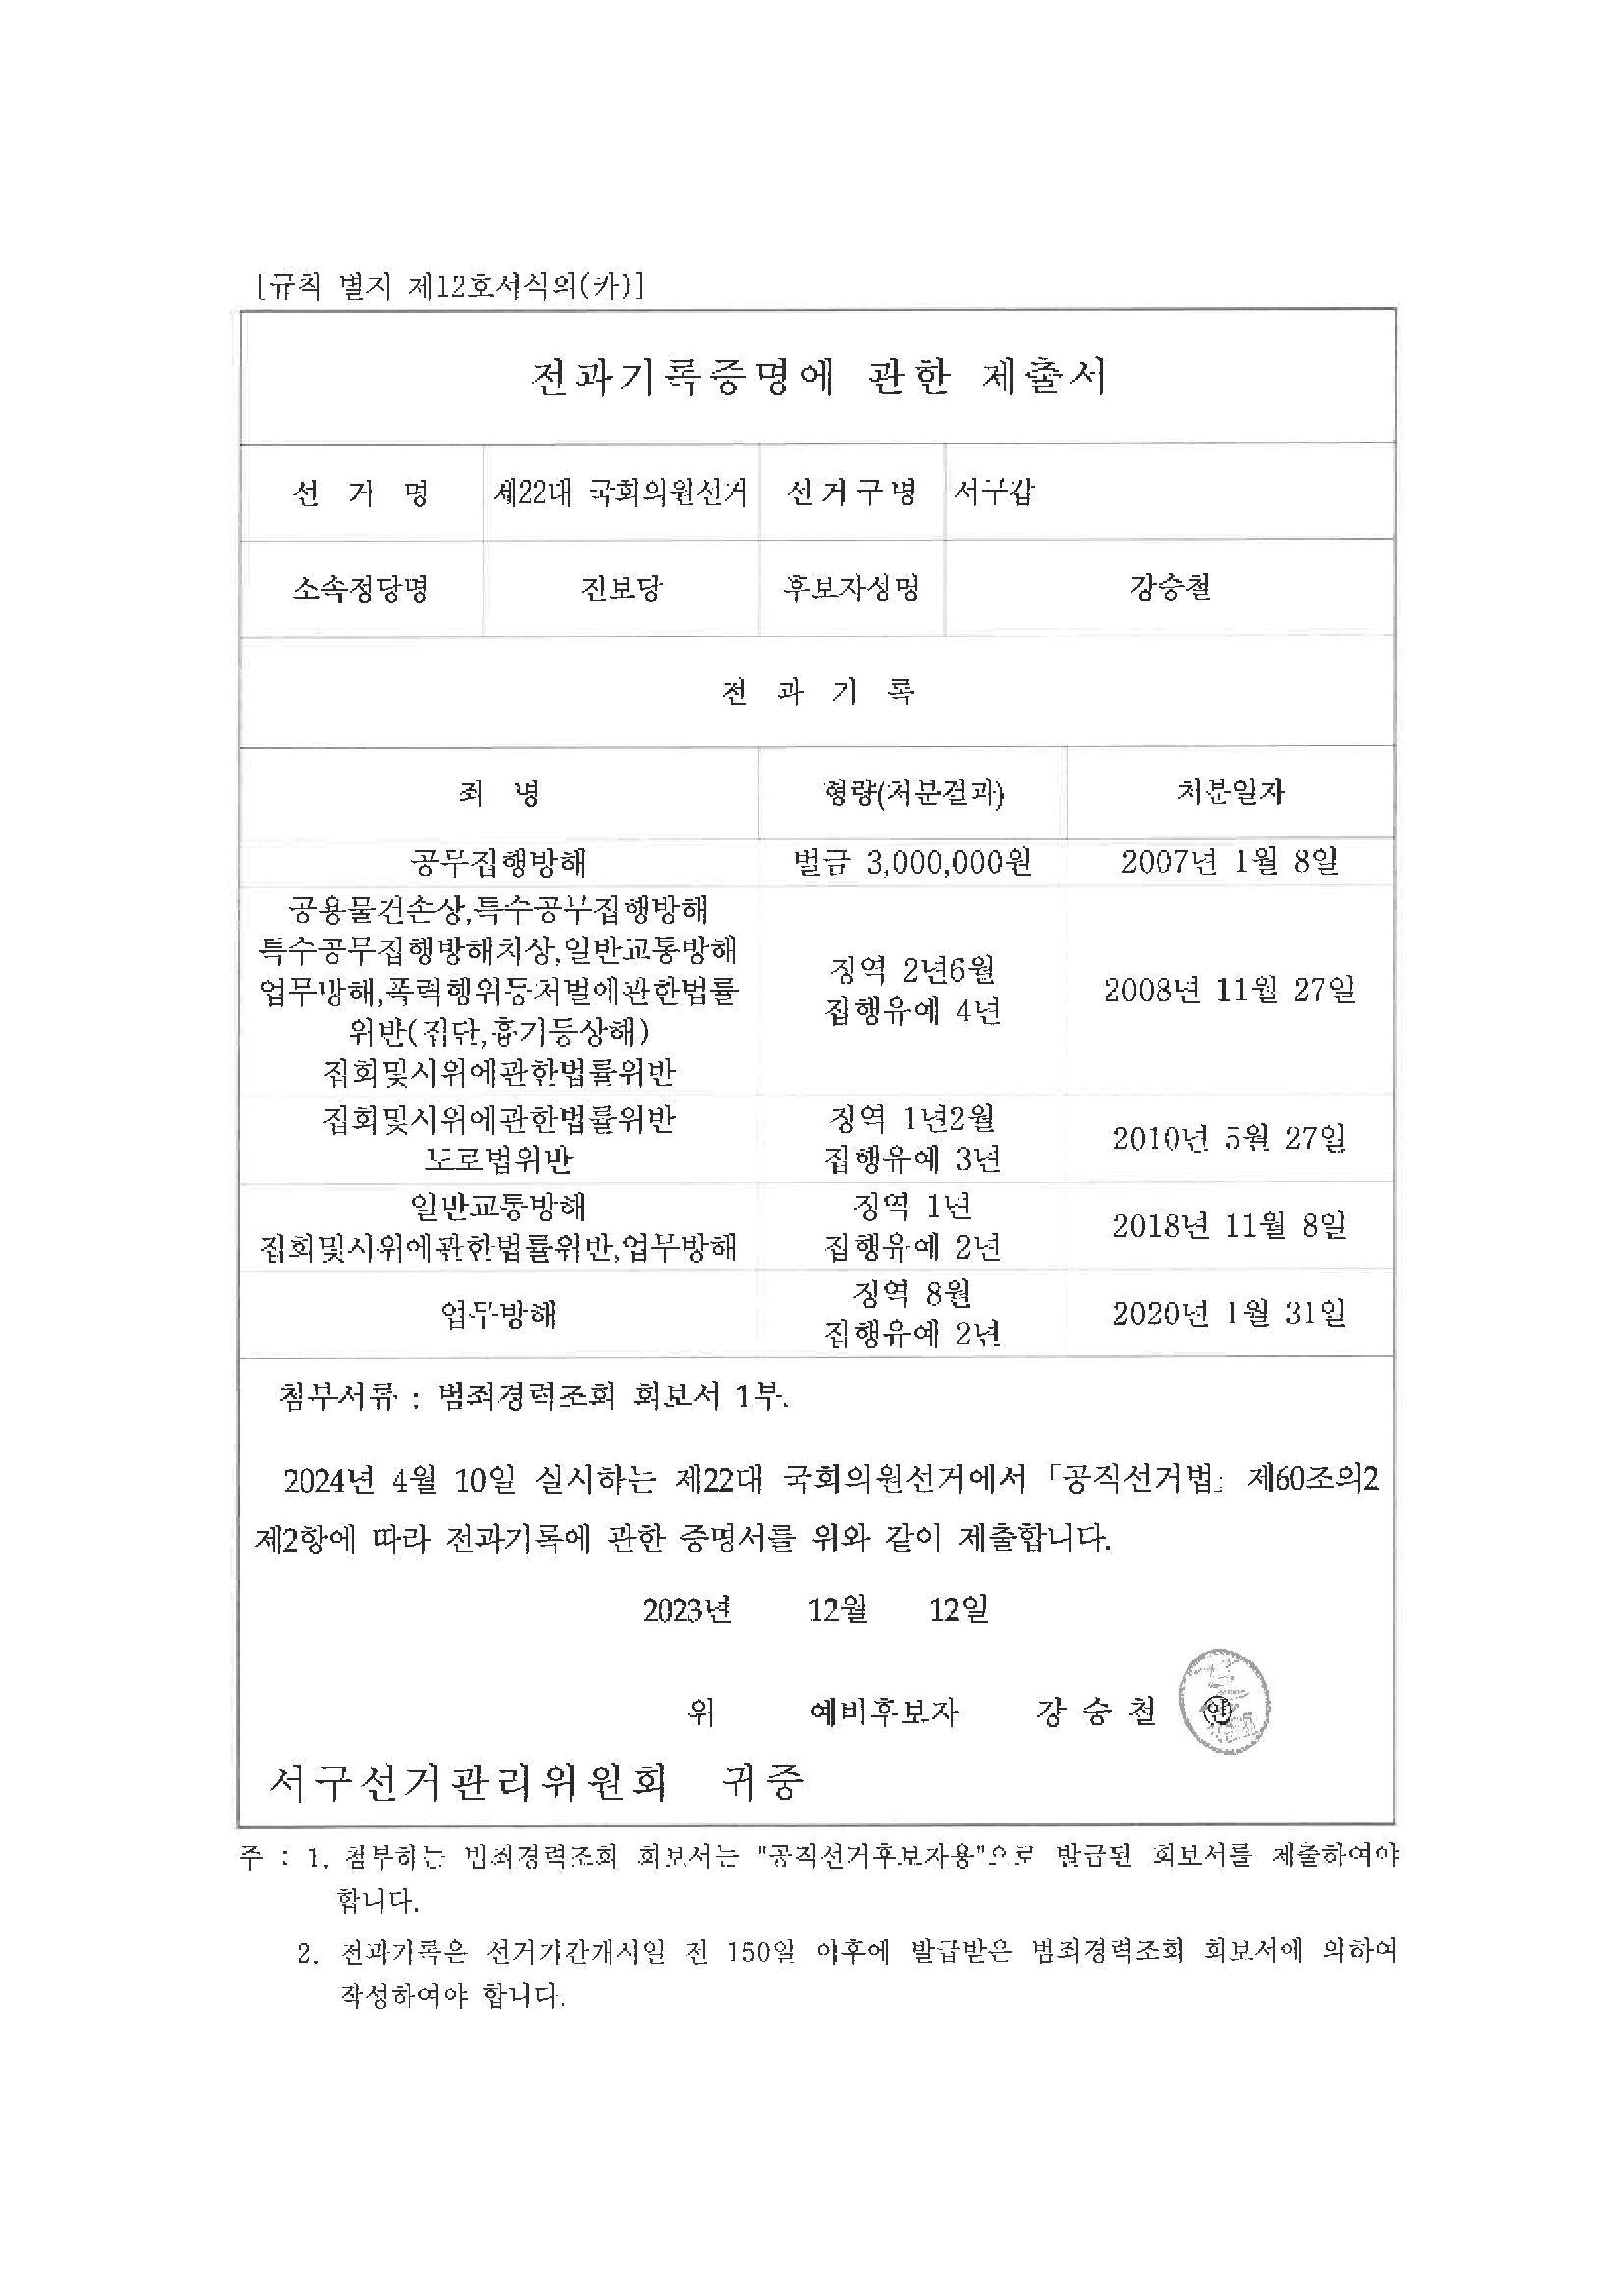 [규칙 별지 제12호서식의(카)]
전과기록증명에 관한 제출서
선 거 명 제22대 국회의원선거 선거구명 서구갑
소속정당명 진보당 후보자성명 강승철
전 과 기 록
죄 명 형량(처분결과) 처분일자
공무집행방해 벌금 3,000,000원 2007년 1월 8일
공용물건손상,특수공무집행방해
특수공무집행방해치상,일반교통방해
업무방해,폭력행위등처벌에관한법률
위반(집단,흉기등상해)
집회및시위에관한법률위반
징역 2년6월
집행유예 4년
2008년 11월 27일
집회및시위에관한법률위반
도로법위반
징역 1년2월
집행유예 3년
2010년 5월 27일
일반교통방해
집회및시위에관한법률위반,업무방해
징역 1년
집행유예 2년
2018년 11월 8일
업무방해
징역 8월
집행유예 2년
2020년 1월 31일
첨부서류 : 범죄경력조회 회보서 1부.
2024년 4월 10일 실시하는 제22대 국회의원선거에서 「공직선거법」 제60조의2
제2항에 따라 전과기록에 관한 증명서를 위와 같이 제출합니다.
2023년 12월 12일
위 예비후보자 강 승 철 ㊞
서구선거관리위원회 귀중
주 : 1. 첨부하는 범죄경력조회 회보서는 "공직선거후보자용"으로 발급된 회보서를 제출하여야
합니다.
2. 전과기록은 선거기간개시일 전 150일 이후에 발급받은 범죄경력조회 회보서에 의하여
작성하여야 합니다.